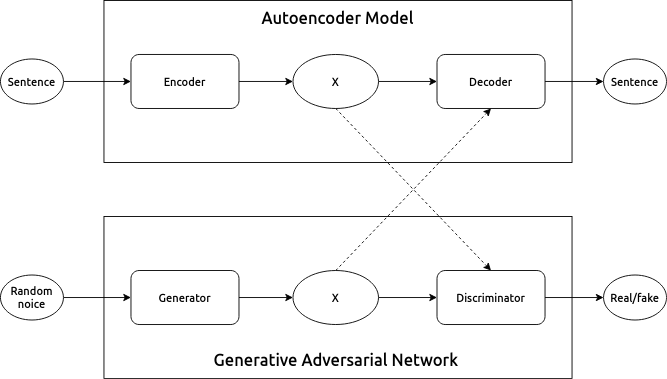 Autoencoder Model
Sentence
Encoder
X
Decoder
Sentence
Random
noice
Generator
X
Discriminator
Real/fake
Generative Adversarial Network